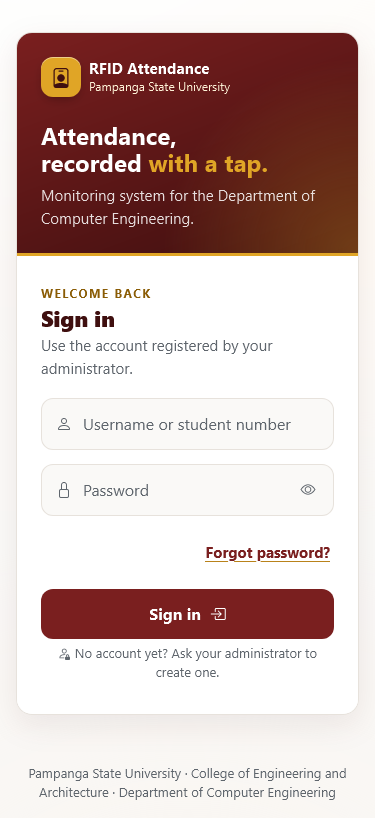 RFID Attendance
Pampanga State University
Attendance,
recorded with a tap.
Monitoring system for the Department of
Computer Engineering.
WELCOME BACK
Sign in
Use the account registered by your
administrator.
Username or student number
Password
Forgot password?
Sign in
No account yet? Ask your administrator to
create one.
Pampanga State University · College of Engineering and
Architecture · Department of Computer Engineering